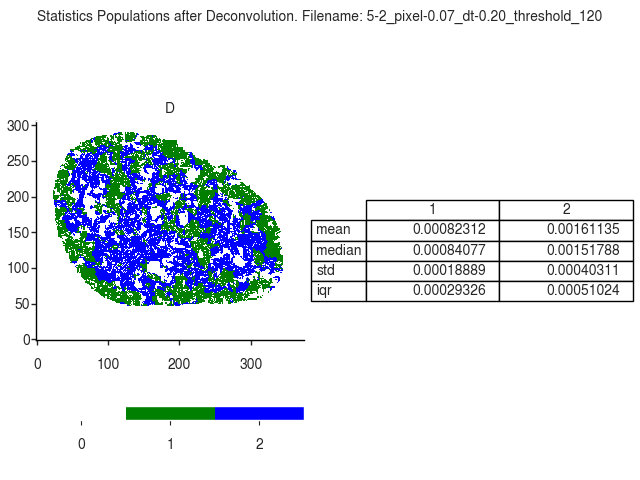 Statistics Populations after Deconvolution. Filename: 5-2_pixel-0.07_dt-0.20_threshold_120
D
300
250
200
150
100
50
0
0 100 200 300
0 1 2
1 2
mean 0.00082312 0.00161135
median 0.00084077 0.00151788
std 0.00018889 0.00040311
iqr 0.00029326 0.00051024